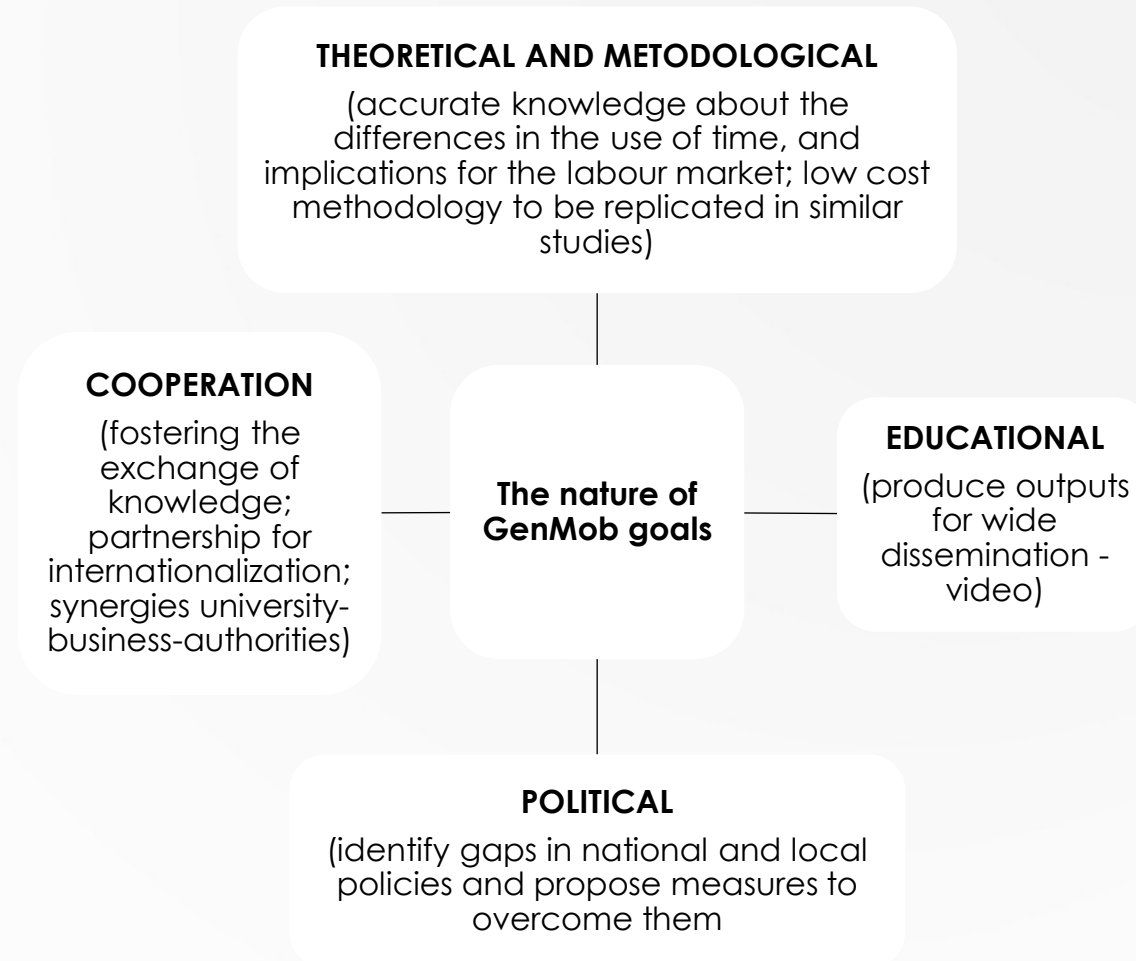 THEORETICAL AND METODOLOGICAL
(accurate knowledge about the
differences in the use of time, and
implications for the labour market; low cost
methodology to be replicated in similar
studies)
COOPERATION
(fostering the
exchange of
knowledge;
partnership for
internationalization;
synergies university-
business-authorities)
The nature of
GenMob goals
EDUCATIONAL
(produce outputs
for wide
dissemination -
video)
POLITICAL
(identify gaps in national and local
policies and propose measures to
overcome them